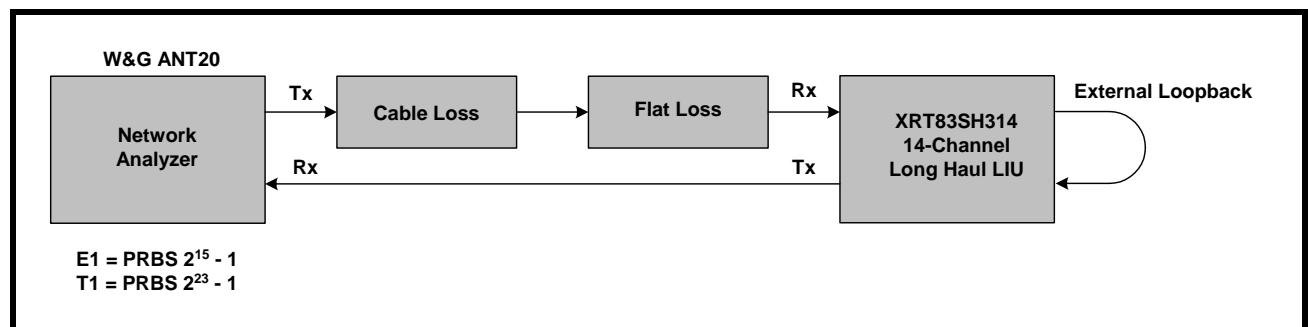 W&G ANT20
Network
Analyzer
Tx
Cable Loss
Flat Loss
Rx
XRT83SH314
14-Channel
Long Haul LIU
External Loopback
Rx
Tx
E1 = PRBS 2¹⁵ - 1
T1 = PRBS 2²³ - 1